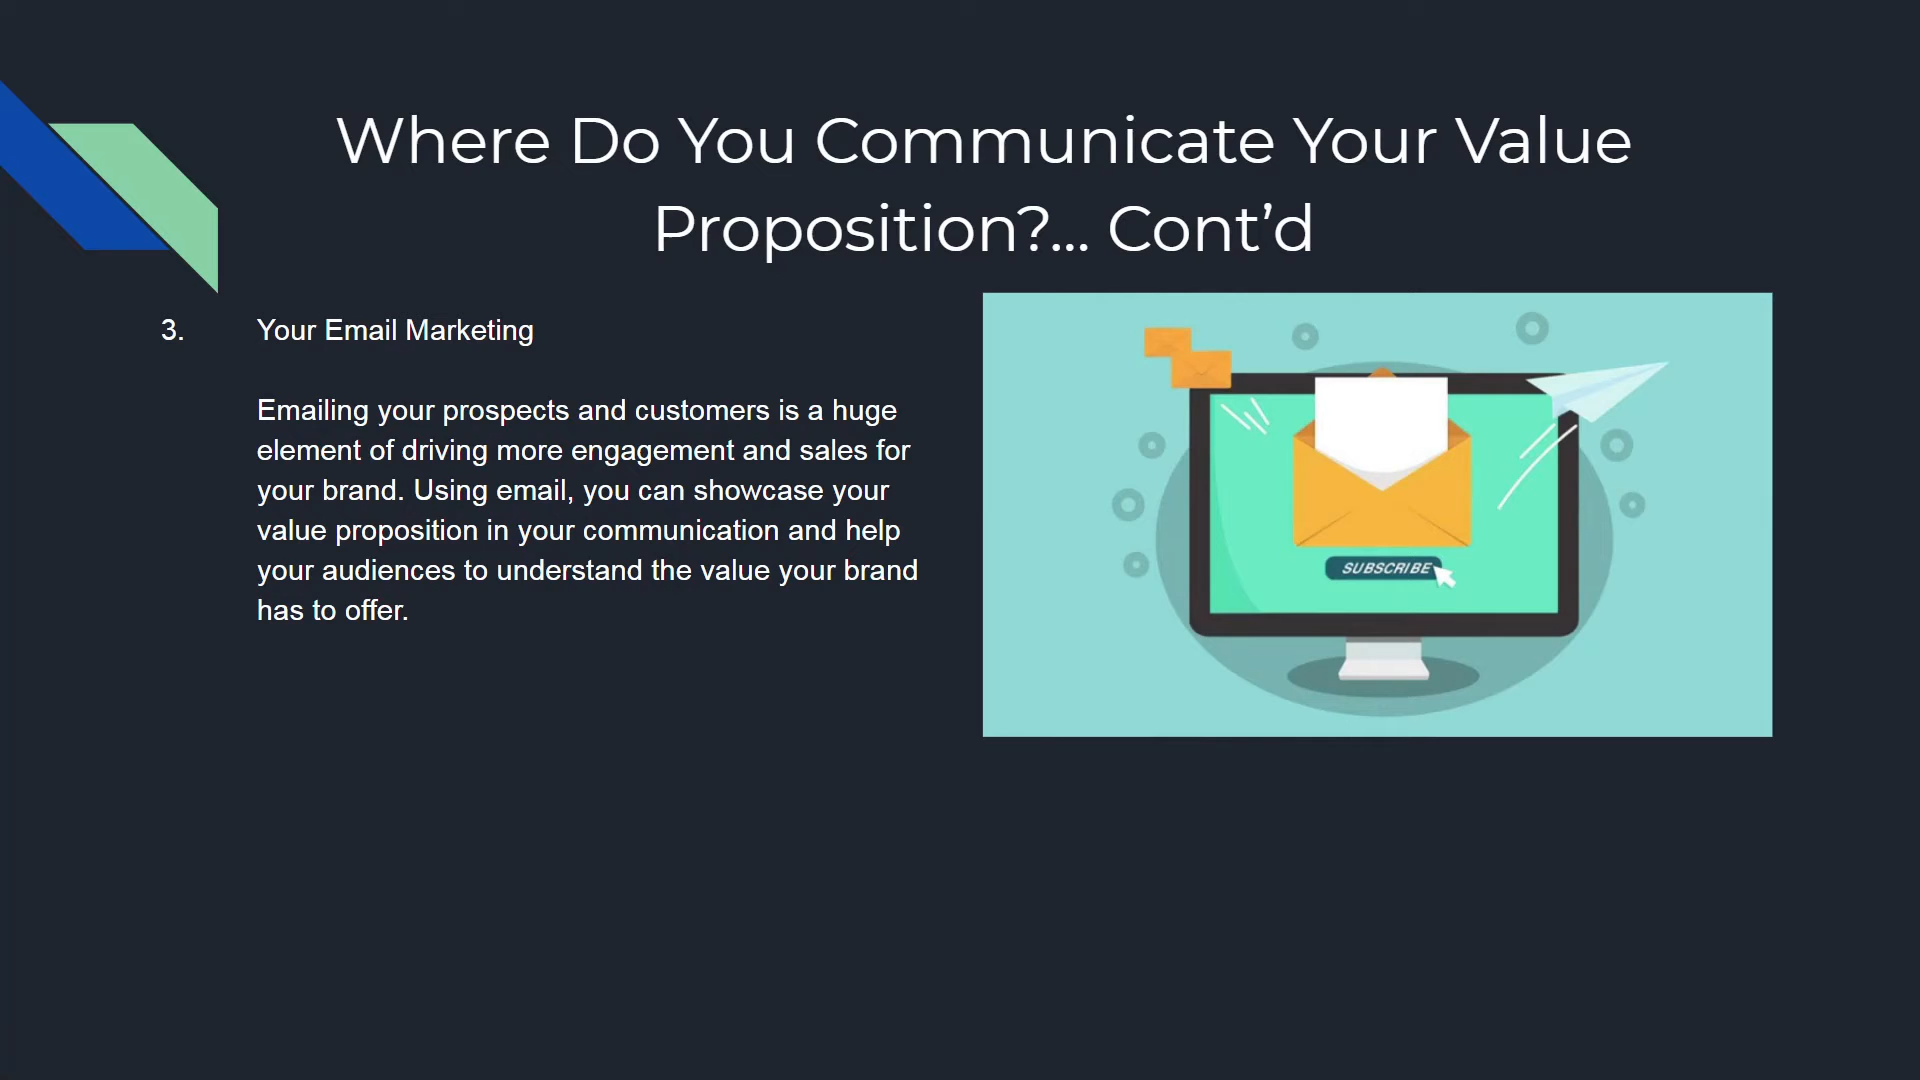 Where Do You Communicate Your Value
Proposition?... Cont’d
3. Your Email Marketing
Emailing your prospects and customers is a huge
element of driving more engagement and sales for
your brand. Using email, you can showcase your
value proposition in your communication and help
your audiences to understand the value your brand
has to offer.
SUBSCRIBE